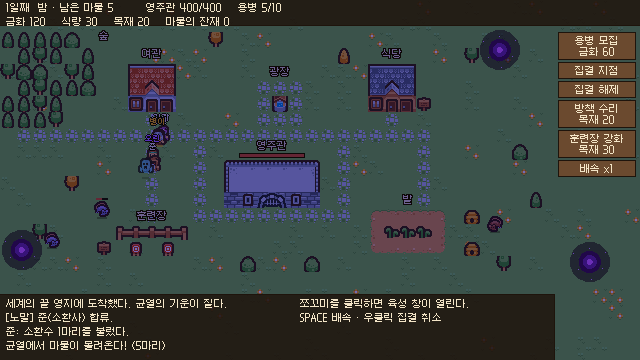 1일째 밤 · 남은 마물 5 영주관 400/400 용병 5/10
금화 120 식량 30 목재 20 마물의 잔재 0
숲
여관
광장
식당
영주관
훈련장
밭
용병 모집
금화 60
집결 지점
집결 해제
방책 수리
목재 20
훈련장 강화
목재 30
배속 x1
세계의 끝 영지에 도착했다. 균열의 기운이 짙다.
[노말] 준(소환사) 합류.
준: 소환수 1마리를 불렀다.
균열에서 마물이 몰려온다! (5마리)
쪼꼬미를 클릭하면 육성 창이 열린다.
SPACE 배속 · 우클릭 집결 취소